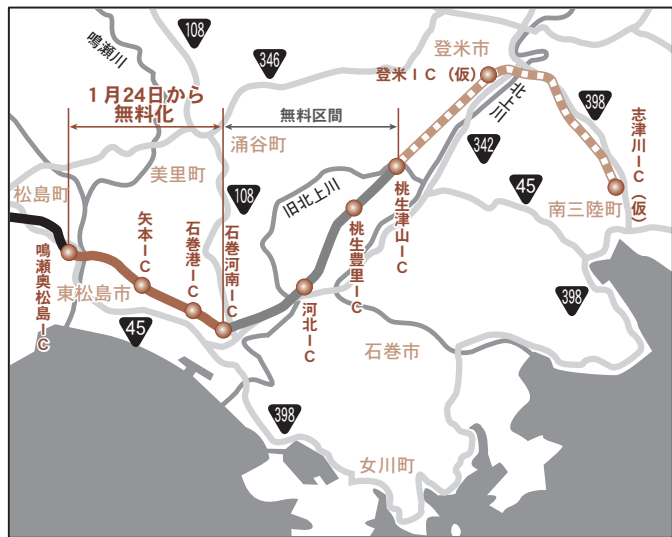 鳴瀬川
108
346
登米市
登米IC（仮）
北上川
398
志津川IC（仮）
1月24日から
無料化
無料区間
涌谷町
342
美里町
松島町
108
旧北上川
45
南三陸町
桃生津山IC
桃生豊里IC
矢本IC
石巻港IC
石巻河南IC
鳴瀬奥松島IC
東松島市
河北IC
398
45
石巻市
398
女川町